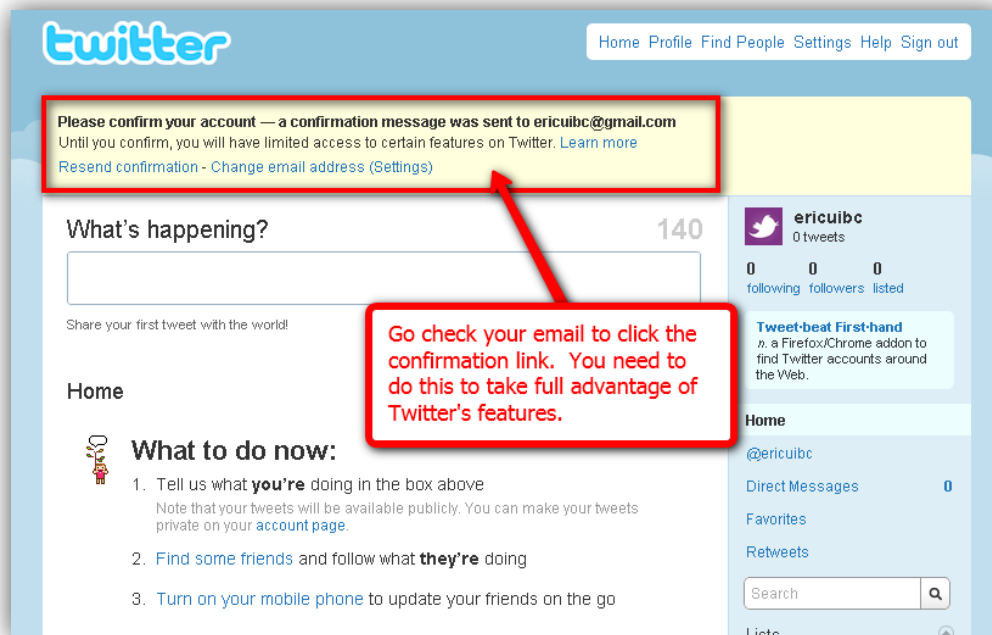 twitter
Home Profile Find People Settings Help Sign out
Please confirm your account — a confirmation message was sent to ericuibc@gmail.com
Until you confirm, you will have limited access to certain features on Twitter. Learn more
Resend confirmation - Change email address (Settings)
What's happening?
140
Share your first tweet with the world!
Go check your email to click the
confirmation link. You need to
do this to take full advantage of
Twitter's features.
Home
What to do now:
1. Tell us what you're doing in the box above
Note that your tweets will be available publicly. You can make your tweets
private on your account page.
2. Find some friends and follow what they're doing
3. Turn on your mobile phone to update your friends on the go
ericuibc
0 tweets
0 0 0
following followers listed
Tweet·beat First·hand
n. a Firefox/Chrome addon to
find Twitter accounts around
the Web.
Home
@ericuibc
Direct Messages 0
Favorites
Retweets
Search
Lists